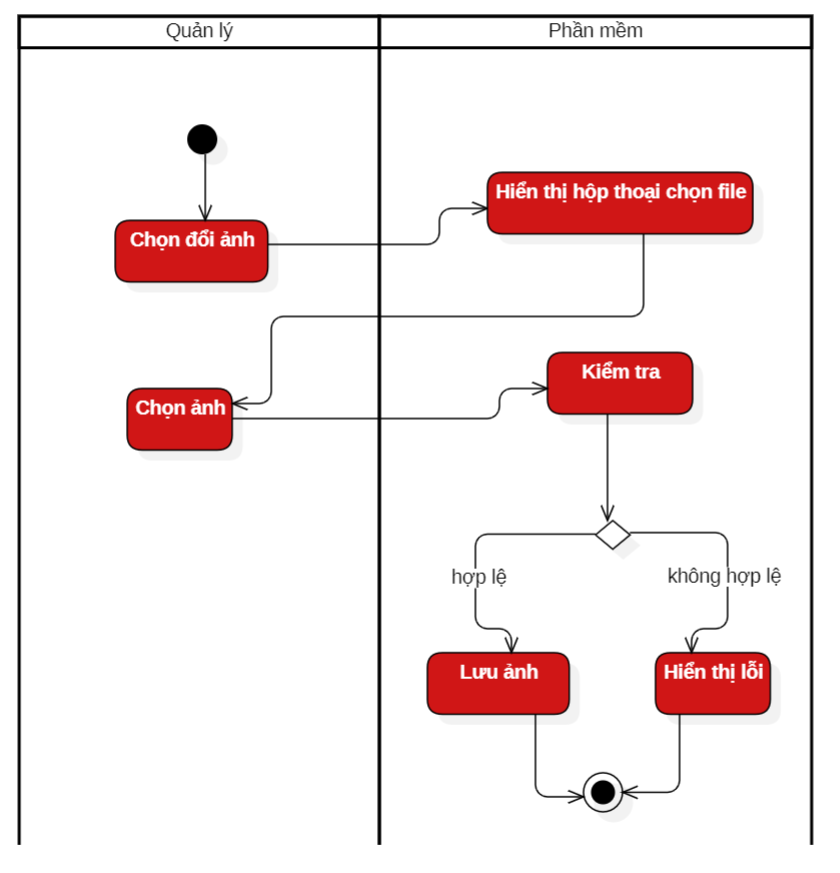 Quản lý
Phần mềm
Hiển thị hộp thoại chọn file
Chọn đổi ảnh
Kiểm tra
Chọn ảnh
hợp lệ
không hợp lệ
Lưu ảnh
Hiển thị lỗi